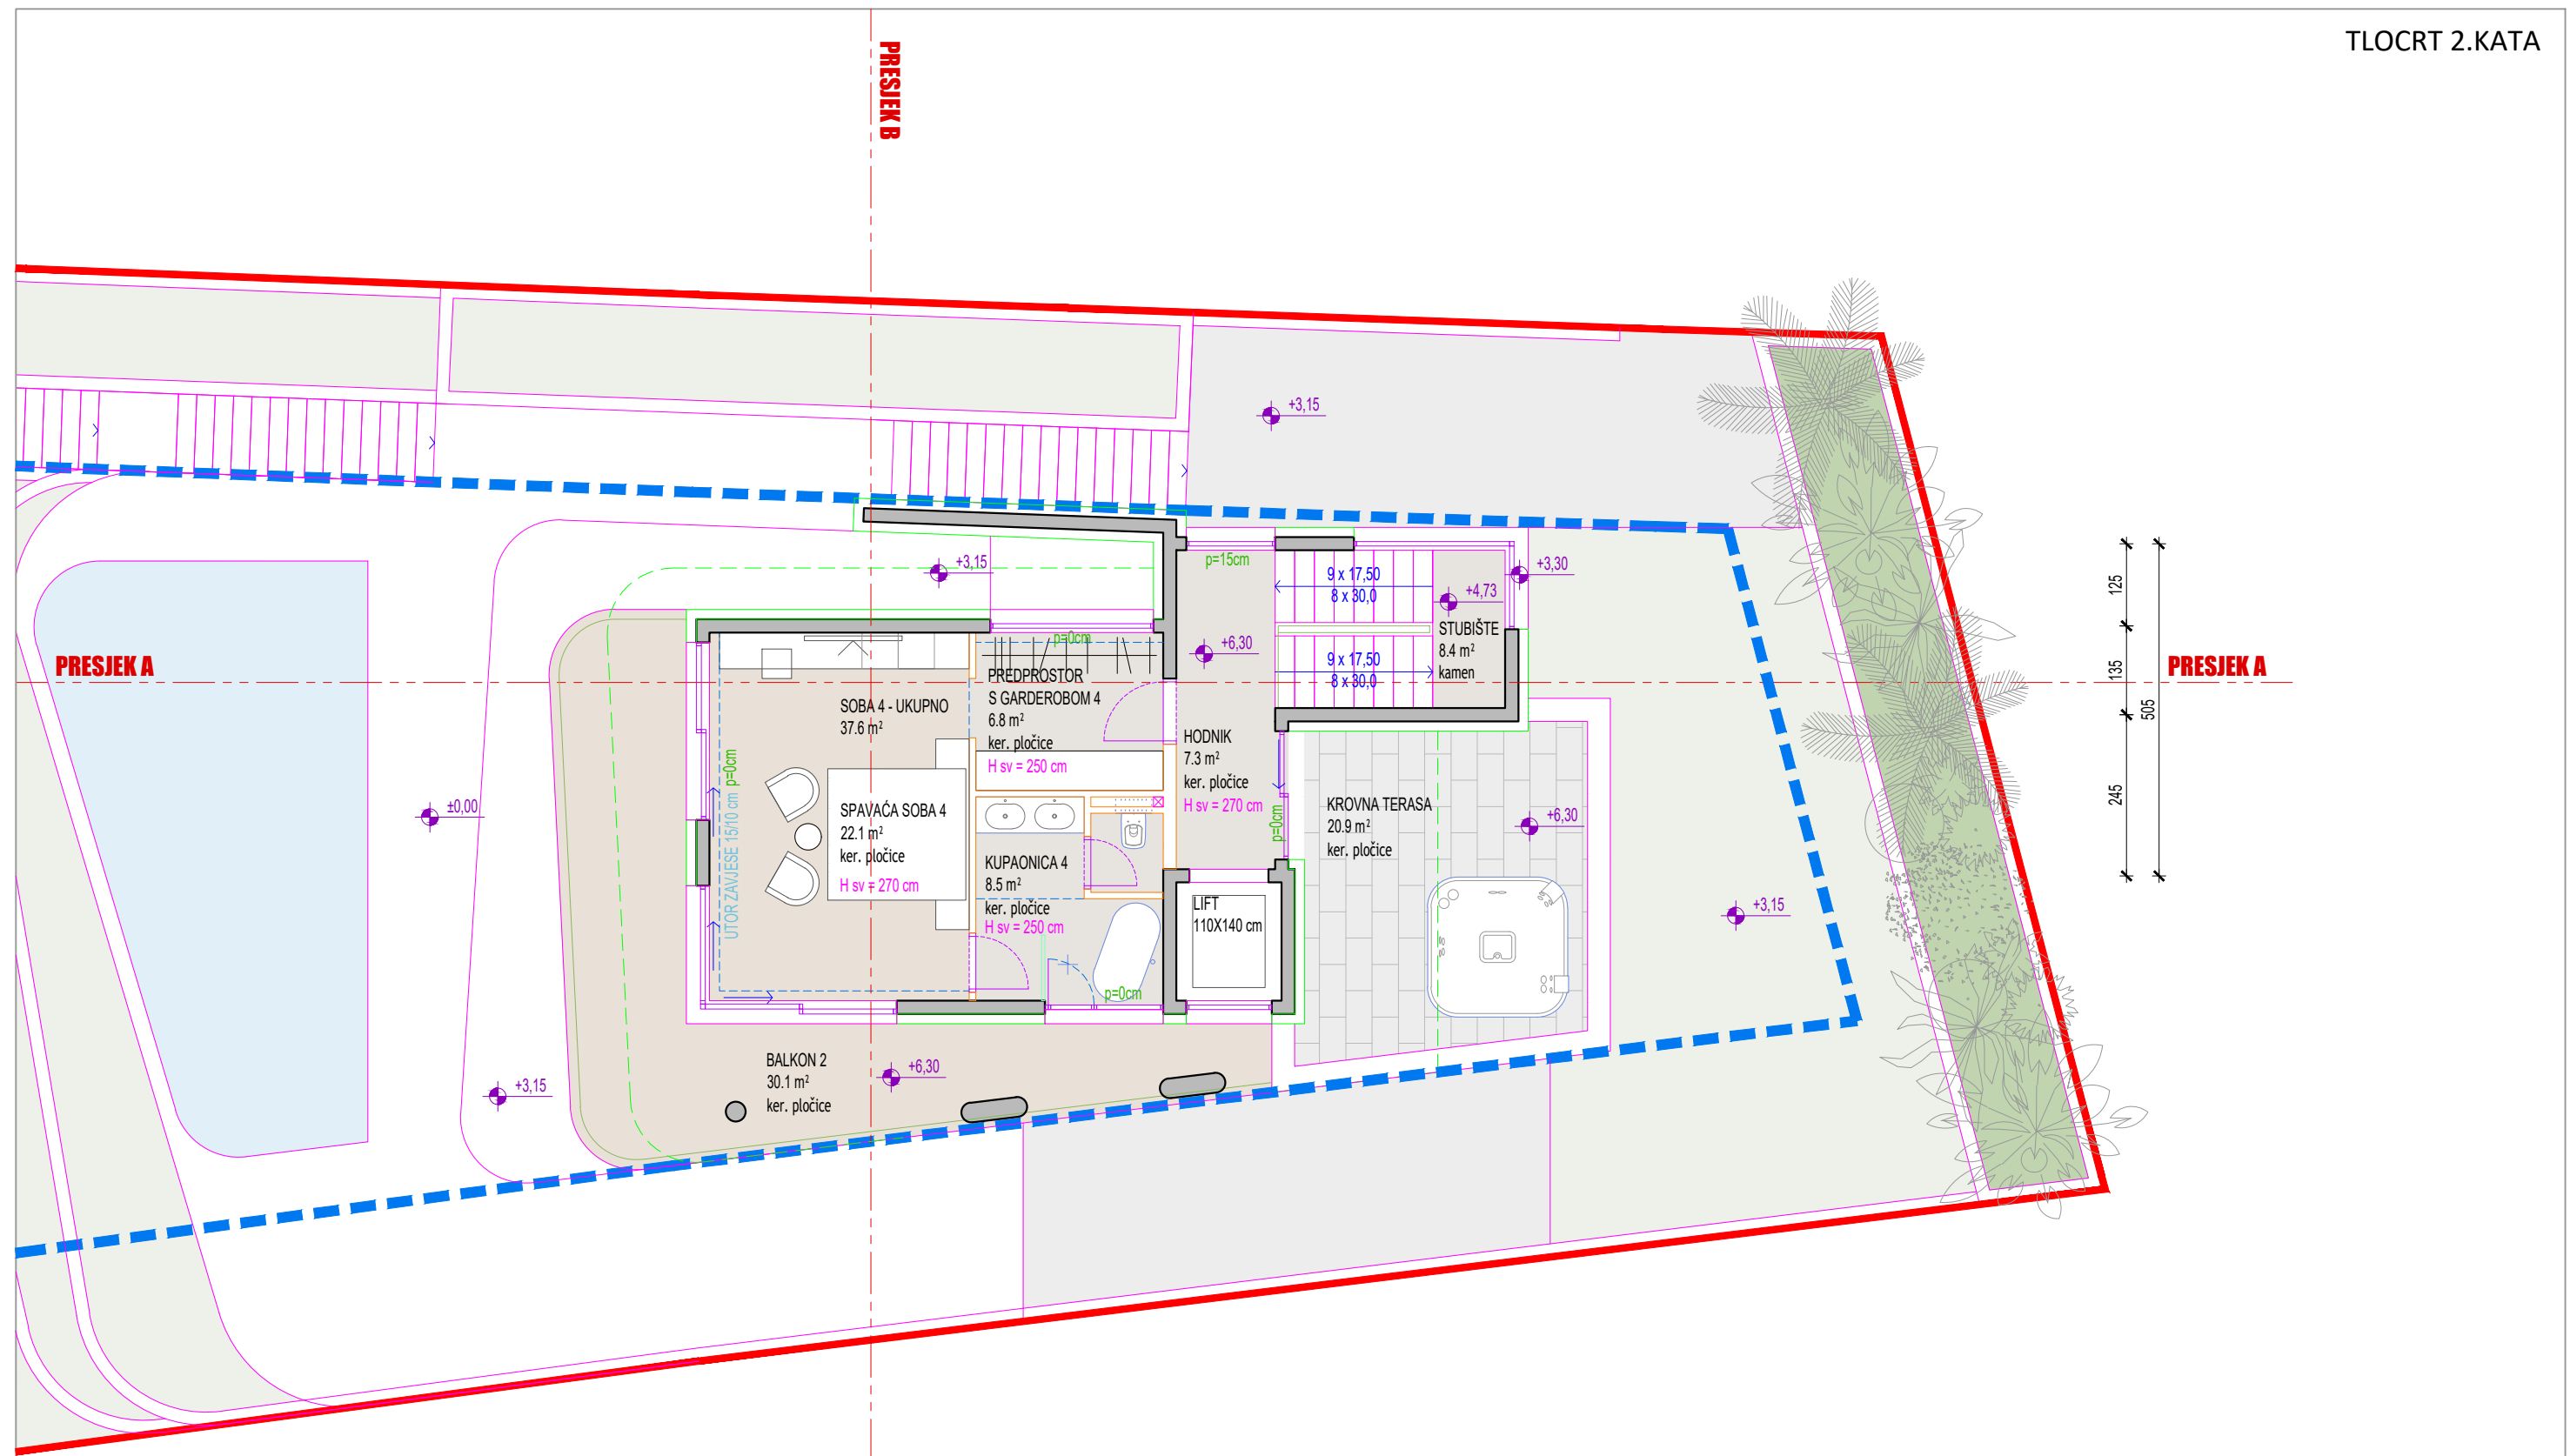 TLOCRT 2.KATA
PRESJEK B
+3,15
+3,15
p=15cm
9 x 17,50
8 x 30,0
+3,30
+4,73
STUBIŠTE
8.4 m²
kamen
p=0cm
+6,30
9 x 17,50
8 x 30,0
PRESJEK A
PRESJEK A
125
135
245
505
PREDPROSTOR
S GARDEROBOM 4
6.8 m²
ker. pločice
H sv = 250 cm
SOBA 4 - UKUPNO
37.6 m²
HODNIK
7.3 m²
ker. pločice
H sv = 270 cm
p=0cm
UTOR ZAVJESE 15/10 cm
±0,00
SPAVAĆA SOBA 4
22.1 m²
ker. pločice
H sv = 270 cm
KROVNA TERASA
20.9 m²
ker. pločice
p=0cm
+6,30
KUPAONICA 4
8.5 m²
ker. pločice
H sv = 250 cm
LIFT
110X140 cm
+3,15
p=0cm
BALKON 2
30.1 m²
ker. pločice
+6,30
+3,15